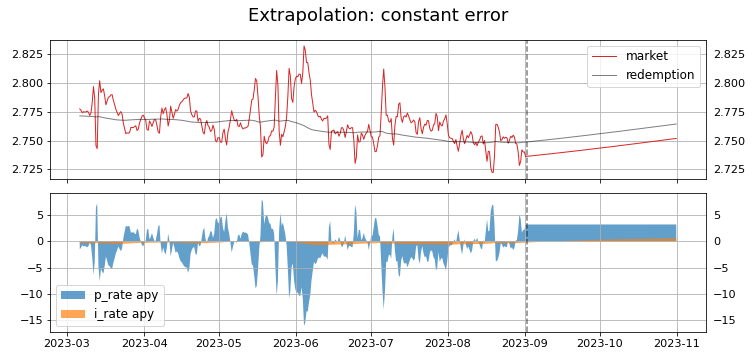 Extrapolation: constant error
2.825 2.825
2.800 2.800
2.775 2.775
2.750 2.750
2.725 2.725
market
redemption
5 5
0 0
−5 −5
−10 −10
−15 −15
p_rate apy
i_rate apy
2023-03 2023-04 2023-05 2023-06 2023-07 2023-08 2023-09 2023-10 2023-11